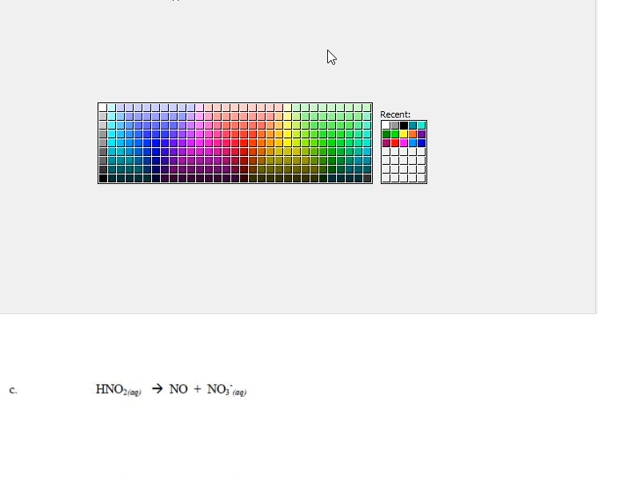 Recent:
c. HNO₂(aq) → NO + NO₃⁻(aq)